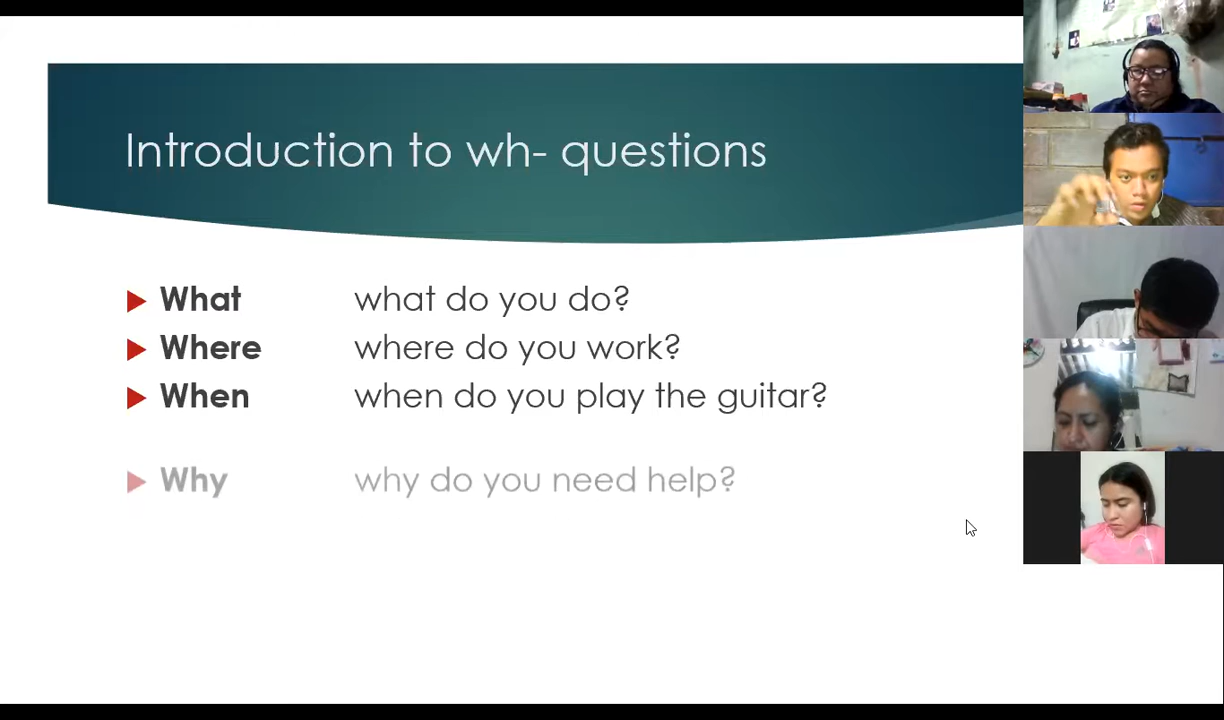 Introduction to wh- questions
What what do you do?
Where where do you work?
When when do you play the guitar?
Why why do you need help?